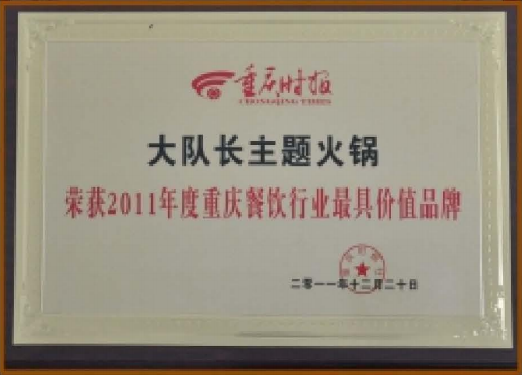 重庆时报
CHONGQING TIMES
大队长主题火锅
荣获2011年度重庆餐饮行业最具价值品牌
二零一一年十二月二十日